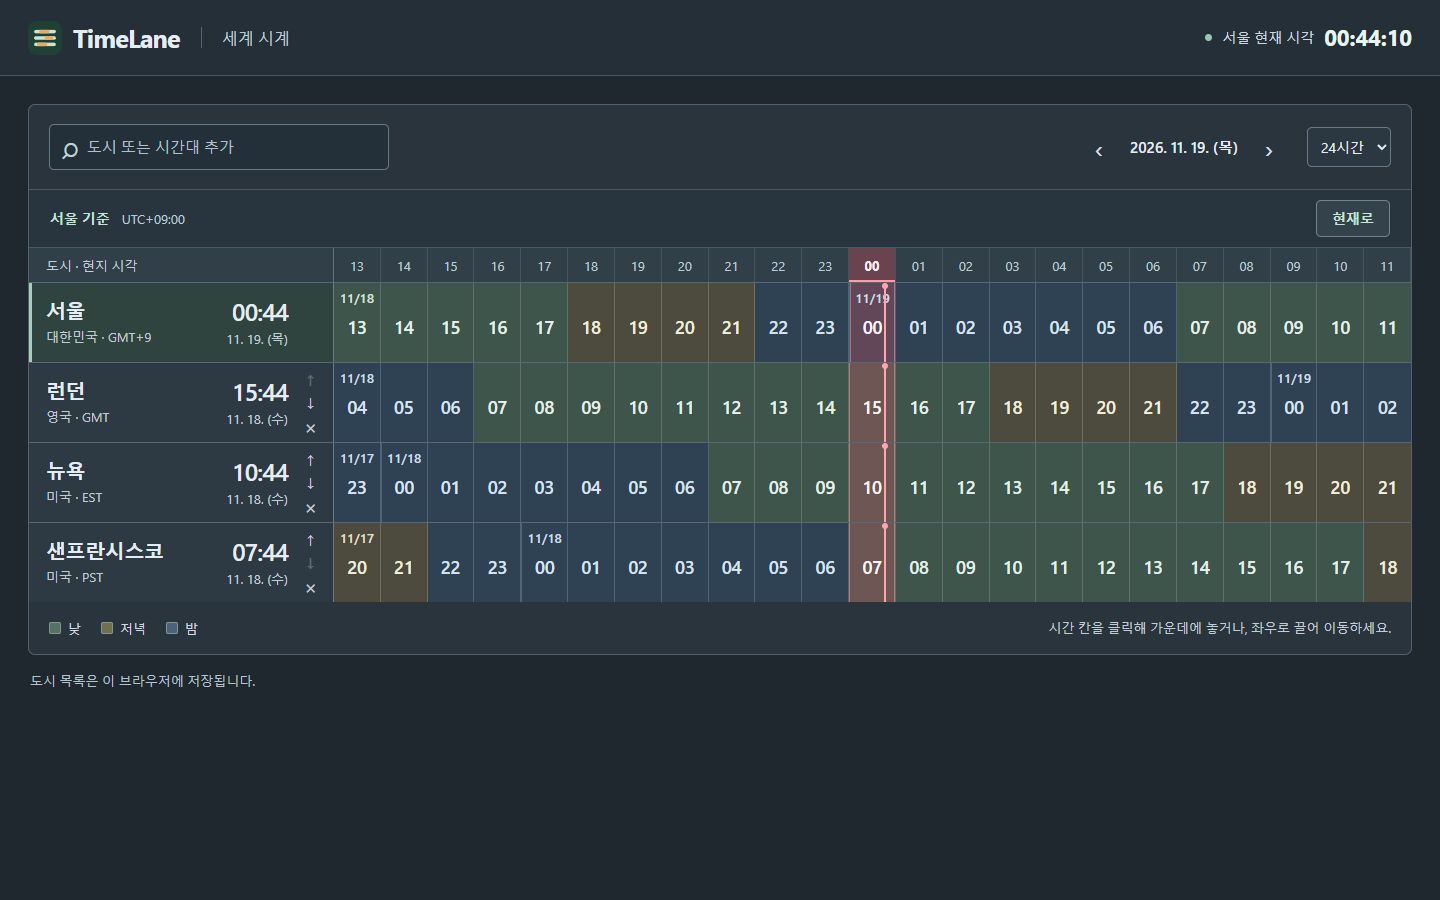 TimeLane 세계 시계 서울 현재 시각 00:44:10
도시 또는 시간대 추가 ‹ 2026. 11. 19. (목) › 24시간
서울 기준 UTC+09:00 현재로
도시 · 현지 시각 13 14 15 16 17 18 19 20 21 22 23 00 01 02 03 04 05 06 07 08 09 10 11
11/18 11/19
서울 00:44 13 14 15 16 17 18 19 20 21 22 23 00 01 02 03 04 05 06 07 08 09 10 11
대한민국 · GMT+9 11. 19. (목)
11/18 11/19
런던 15:44 ↑ ↓ × 04 05 06 07 08 09 10 11 12 13 14 15 16 17 18 19 20 21 22 23 00 01 02
영국 · GMT 11. 18. (수)
11/17 11/18
뉴욕 10:44 ↑ ↓ × 23 00 01 02 03 04 05 06 07 08 09 10 11 12 13 14 15 16 17 18 19 20 21
미국 · EST 11. 18. (수)
11/17 11/18
샌프란시스코 07:44 ↑ ↓ × 20 21 22 23 00 01 02 03 04 05 06 07 08 09 10 11 12 13 14 15 16 17 18
미국 · PST 11. 18. (수)
낮 저녁 밤 시간 칸을 클릭해 가운데에 놓거나, 좌우로 끌어 이동하세요.
도시 목록은 이 브라우저에 저장됩니다.